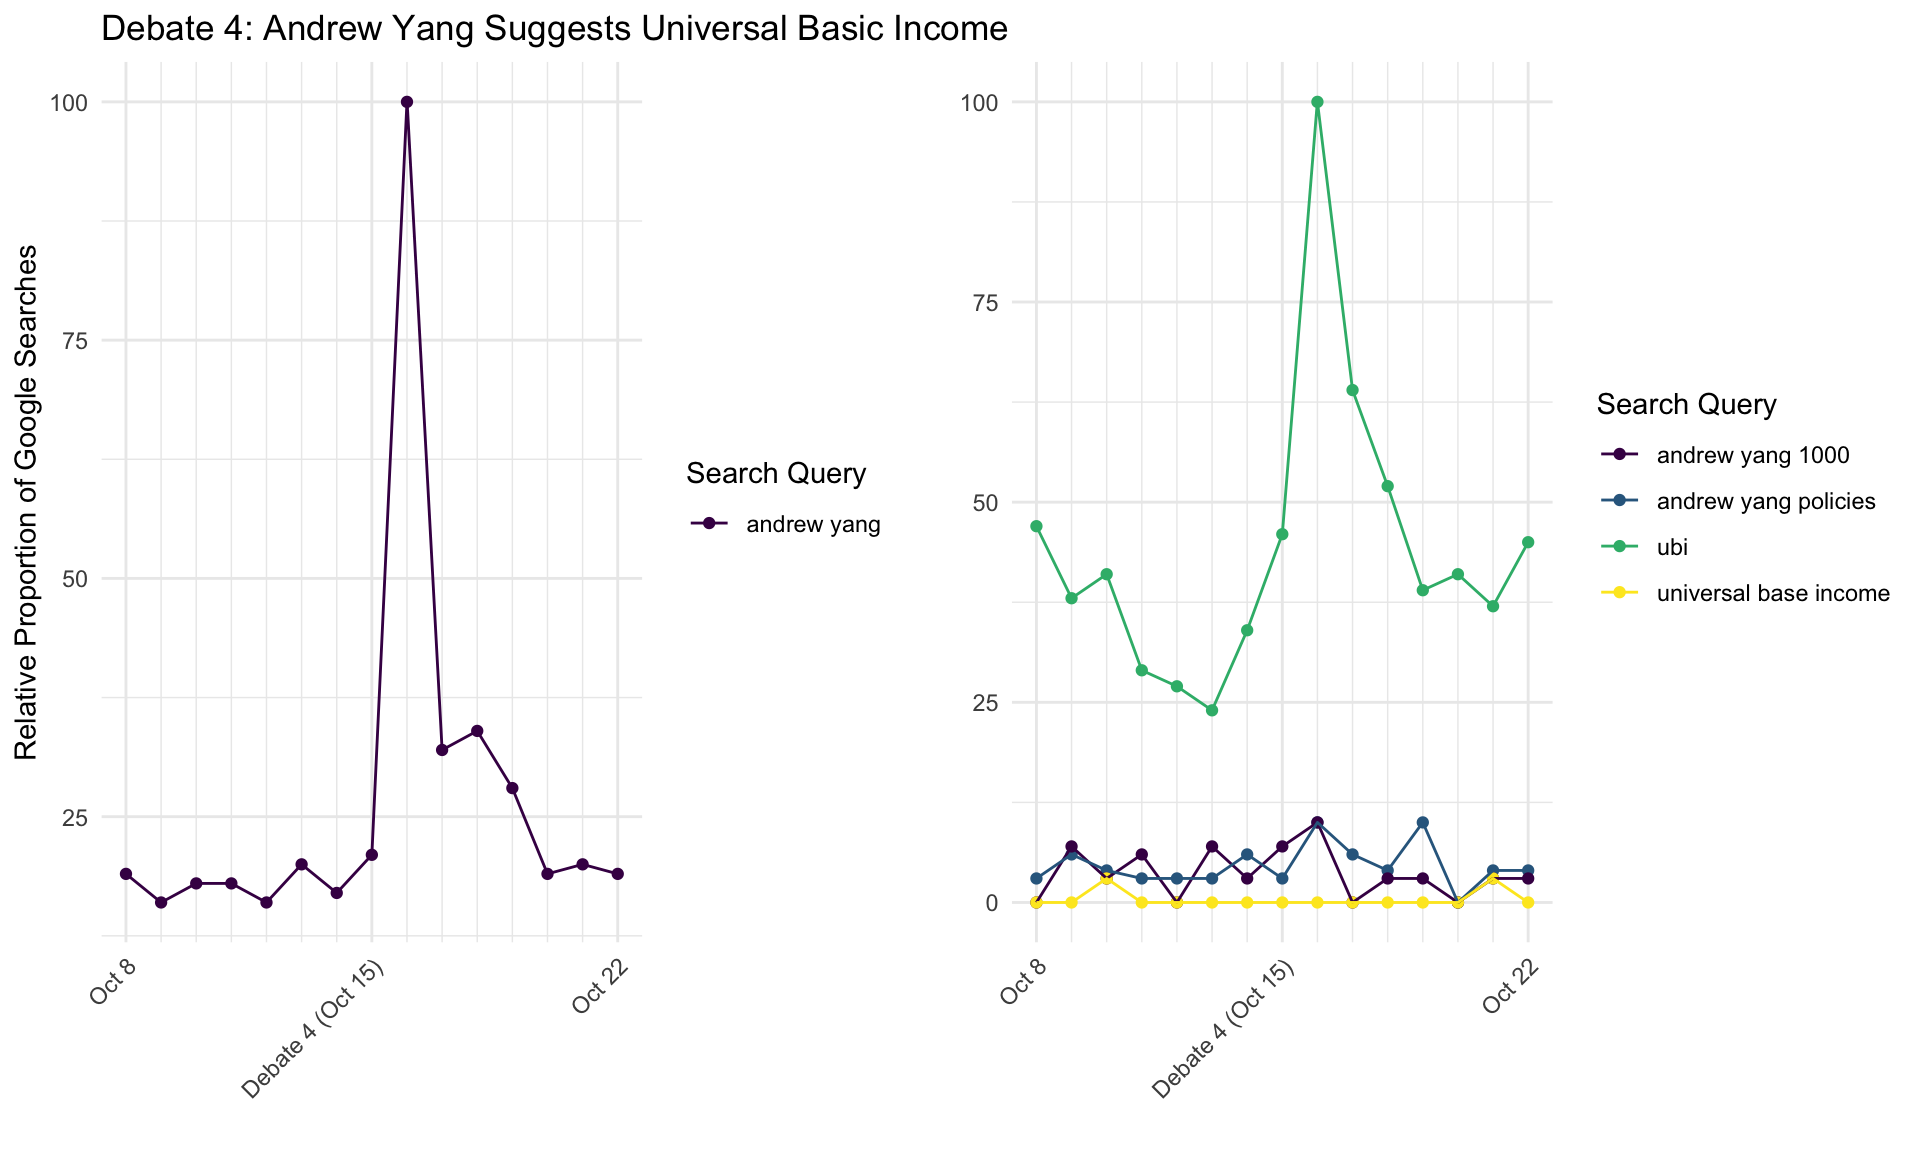 Debate 4: Andrew Yang Suggests Universal Basic Income
Relative Proportion of Google Searches
100
75
50
25
Oct 8
Debate 4 (Oct 15)
Oct 22
Search Query
andrew yang
100
75
50
25
0
Oct 8
Debate 4 (Oct 15)
Oct 22
Search Query
andrew yang 1000
andrew yang policies
ubi
universal base income